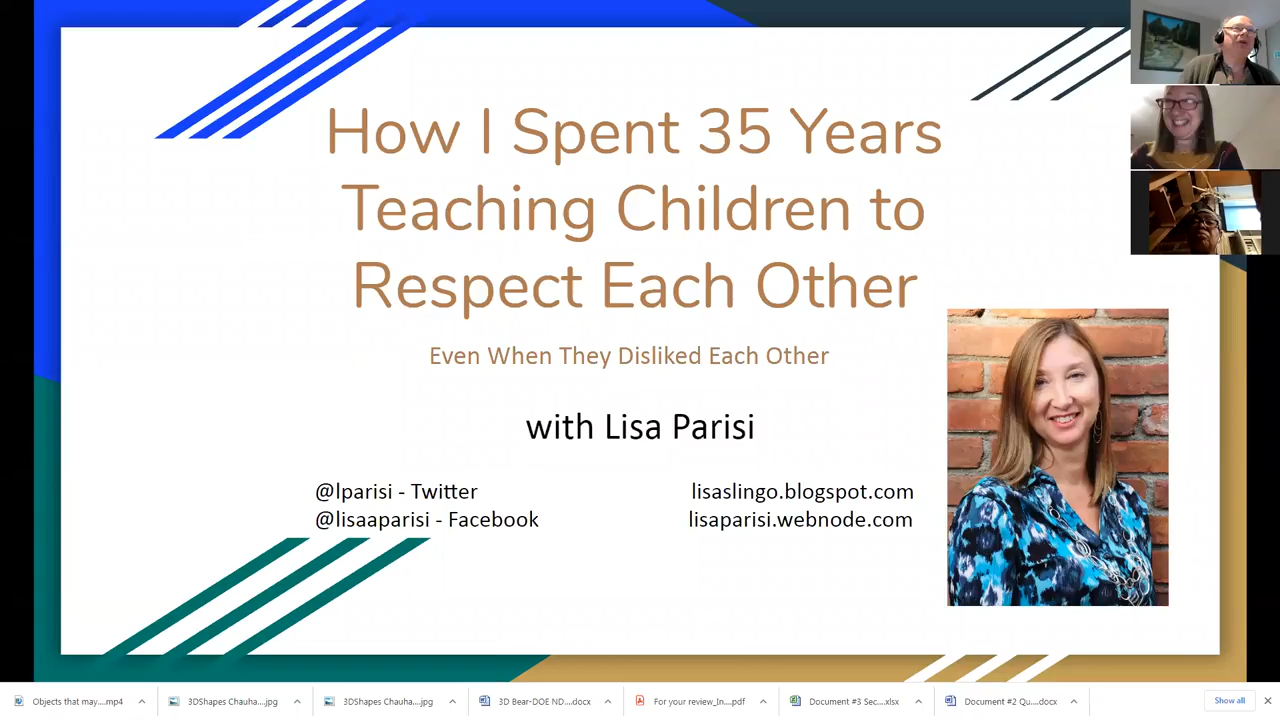 How I Spent 35 Years
Teaching Children to
Respect Each Other
Even When They Disliked Each Other
with Lisa Parisi
@lparisi - Twitter
@lisaaparisi - Facebook
lisaslingo.blogspot.com
lisaparisi.webnode.com
Objects that may....mp4
3DShapes Chauha....jpg
3DShapes Chauha....jpg
3D Bear-DOE ND....docx
For your review_In....pdf
Document #3 Sec....xlsx
Document #2 Qu....docx
Show all